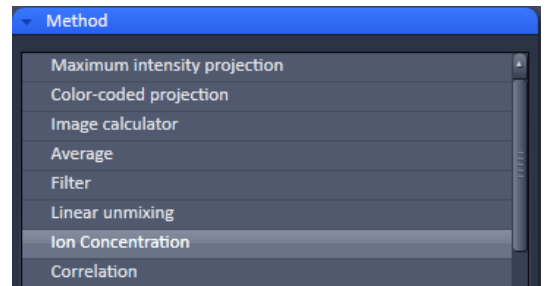 Method
Maximum intensity projection
Color-coded projection
Image calculator
Average
Filter
Linear unmixing
Ion Concentration
Correlation